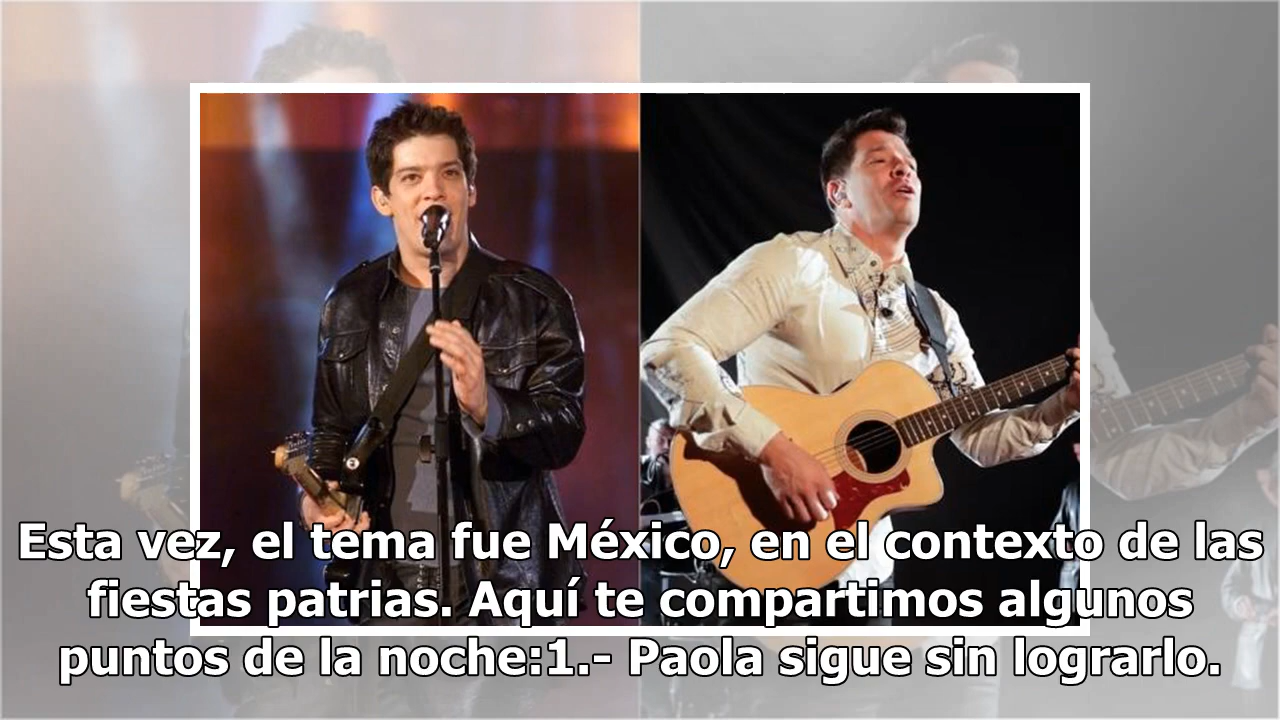 Esta vez, el tema fue México, en el contexto de las
fiestas patrias. Aquí te compartimos algunos
puntos de la noche:1.- Paola sigue sin lograrlo.